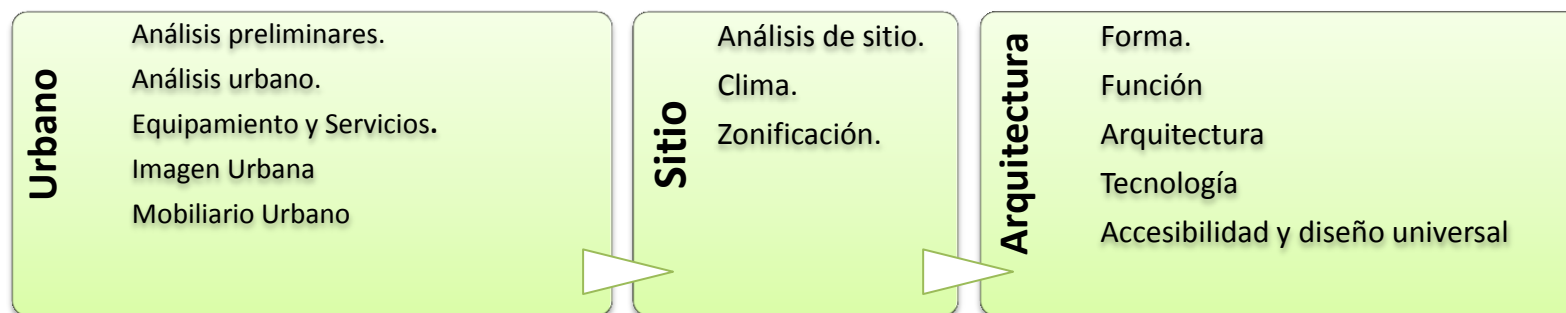 Urbano
Análisis preliminares.
Análisis urbano.
Equipamiento y Servicios.
Imagen Urbana
Mobiliario Urbano
Sitio
Análisis de sitio.
Clima.
Zonificación.
Arquitectura
Forma.
Función
Arquitectura
Tecnología
Accesibilidad y diseño universal